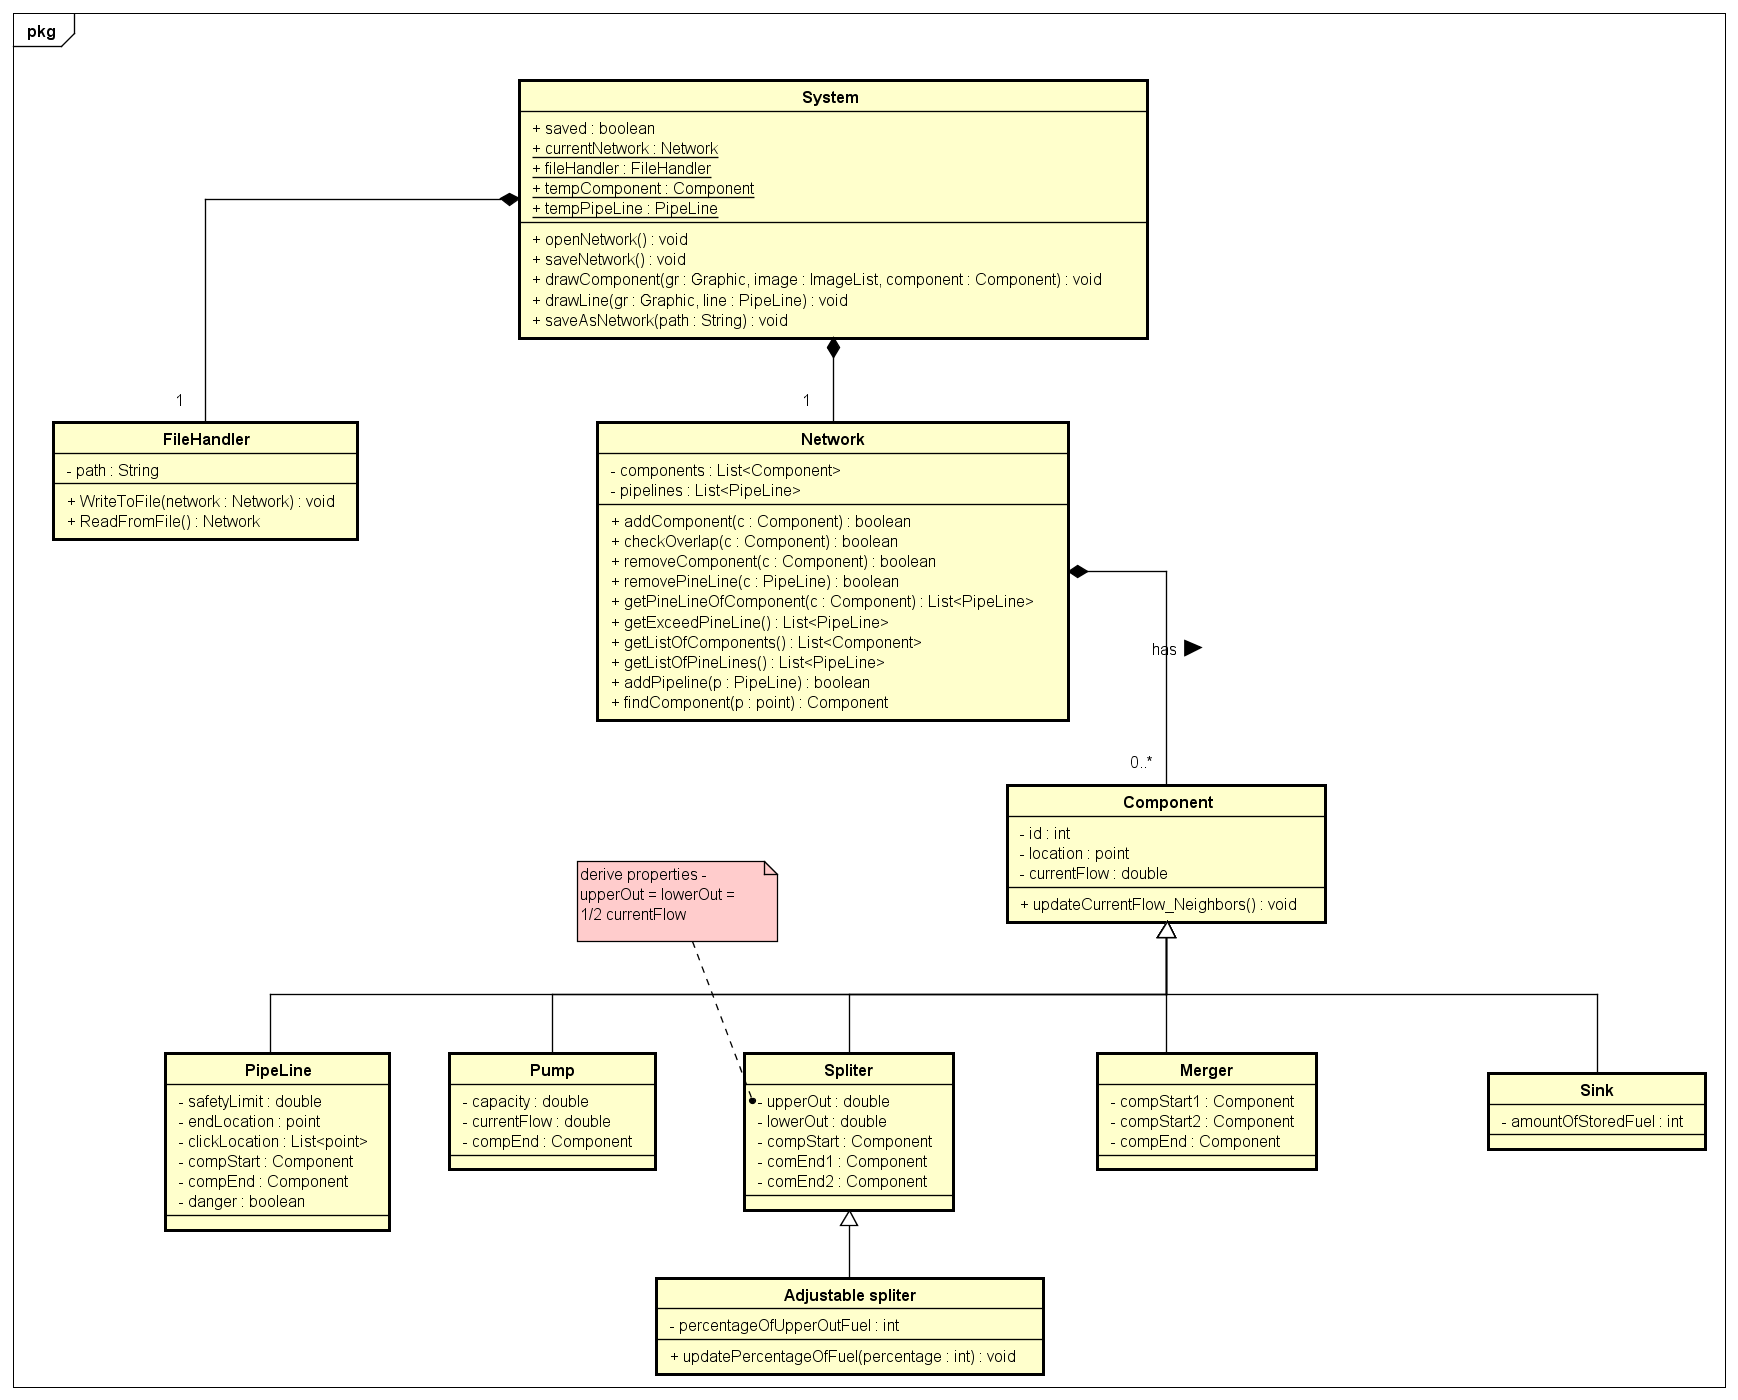 pkg
System
+ saved : boolean
+ currentNetwork : Network
+ fileHandler : FileHandler
+ tempComponent : Component
+ tempPipeLine : PipeLine
+ openNetwork() : void
+ saveNetwork() : void
+ drawComponent(gr : Graphic, image : ImageList, component : Component) : void
+ drawLine(gr : Graphic, line : PipeLine) : void
+ saveAsNetwork(path : String) : void
1
1
FileHandler
- path : String
+ WriteToFile(network : Network) : void
+ ReadFromFile() : Network
Network
- components : List<Component>
- pipelines : List<PipeLine>
+ addComponent(c : Component) : boolean
+ checkOverlap(c : Component) : boolean
+ removeComponent(c : Component) : boolean
+ removePineLine(c : PipeLine) : boolean
+ getPineLineOfComponent(c : Component) : List<PipeLine>
+ getExceedPineLine() : List<PipeLine>
+ getListOfComponents() : List<Component>
+ getListOfPineLines() : List<PipeLine>
+ addPipeline(p : PipeLine) : boolean
+ findComponent(p : point) : Component
has
0..*
Component
- id : int
- location : point
- currentFlow : double
+ updateCurrentFlow_Neighbors() : void
derive properties -
upperOut = lowerOut =
1/2 currentFlow
PipeLine
- safetyLimit : double
- endLocation : point
- clickLocation : List<point>
- compStart : Component
- compEnd : Component
- danger : boolean
Pump
- capacity : double
- currentFlow : double
- compEnd : Component
Spliter
- upperOut : double
- lowerOut : double
- compStart : Component
- comEnd1 : Component
- comEnd2 : Component
Merger
- compStart1 : Component
- compStart2 : Component
- compEnd : Component
Sink
- amountOfStoredFuel : int
Adjustable spliter
- percentageOfUpperOutFuel : int
+ updatePercentageOfFuel(percentage : int) : void